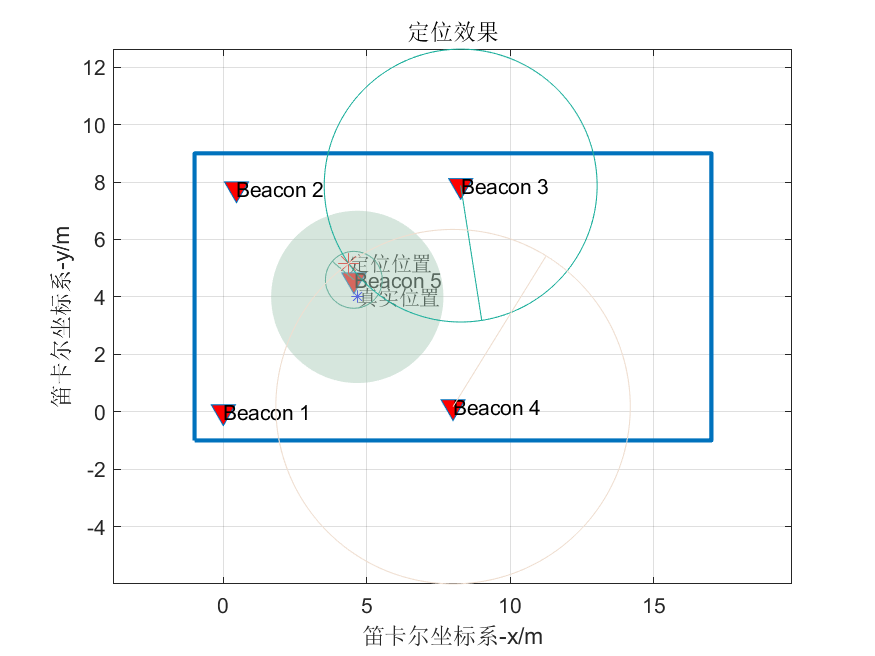 定位效果
笛卡尔坐标系-y/m
12
10
8
6
4
2
0
-2
-4
Beacon 2
Beacon 3
定位位置
Beacon 5
真实位置
Beacon 1
Beacon 4
0
5
10
15
笛卡尔坐标系-x/m